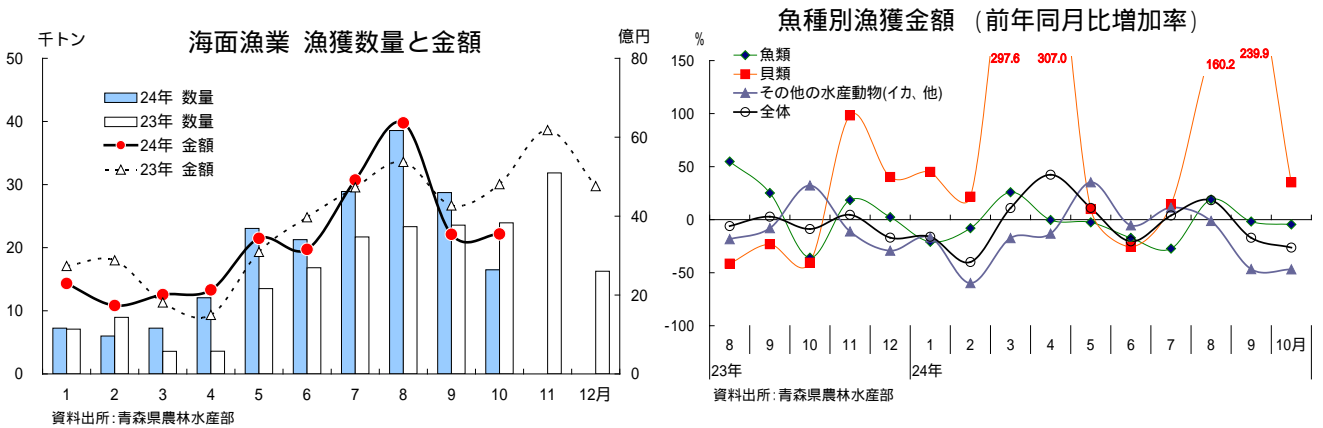 海面漁業 漁獲数量と金額
千トン
億円
50
40
30
20
10
0
80
60
40
20
0
24年 数量
23年 数量
24年 金額
23年 金額
1 2 3 4 5 6 7 8 9 10 11 12月
資料出所:青森県農林水産部
魚種別漁獲金額 (前年同月比増加率)
%
150
100
50
0
-50
-100
魚類
貝類
その他の水産動物(イカ、他)
全体
297.6 307.0 160.2 239.9
8 9 10 11 12 1 2 3 4 5 6 7 8 9 10月
23年 24年
資料出所:青森県農林水産部